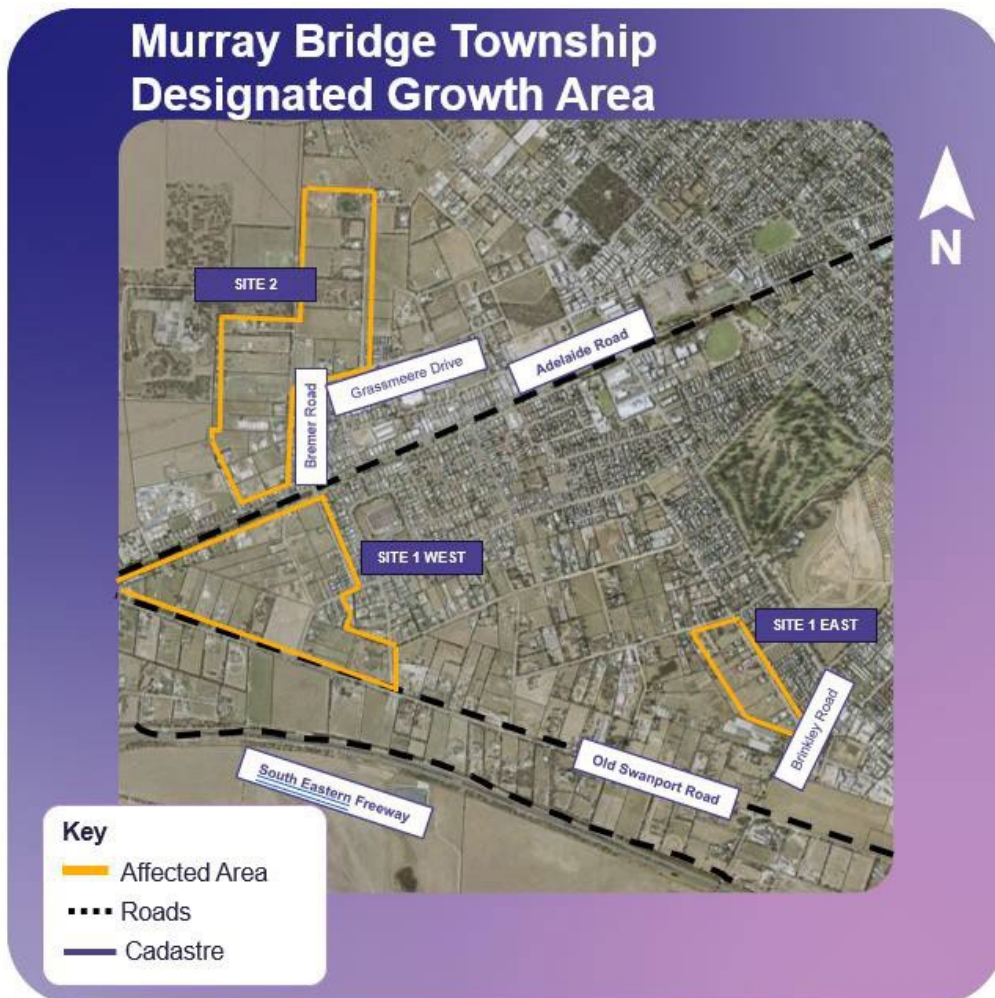 Murray Bridge Township
Designated Growth Area
N
SITE 2
Adelaide Road
Grassmeere Drive
Bremer Road
SITE 1 WEST
SITE 1 EAST
Brinkley Road
Old Swanport Road
South Eastern Freeway
Key
Affected Area
Roads
Cadastre